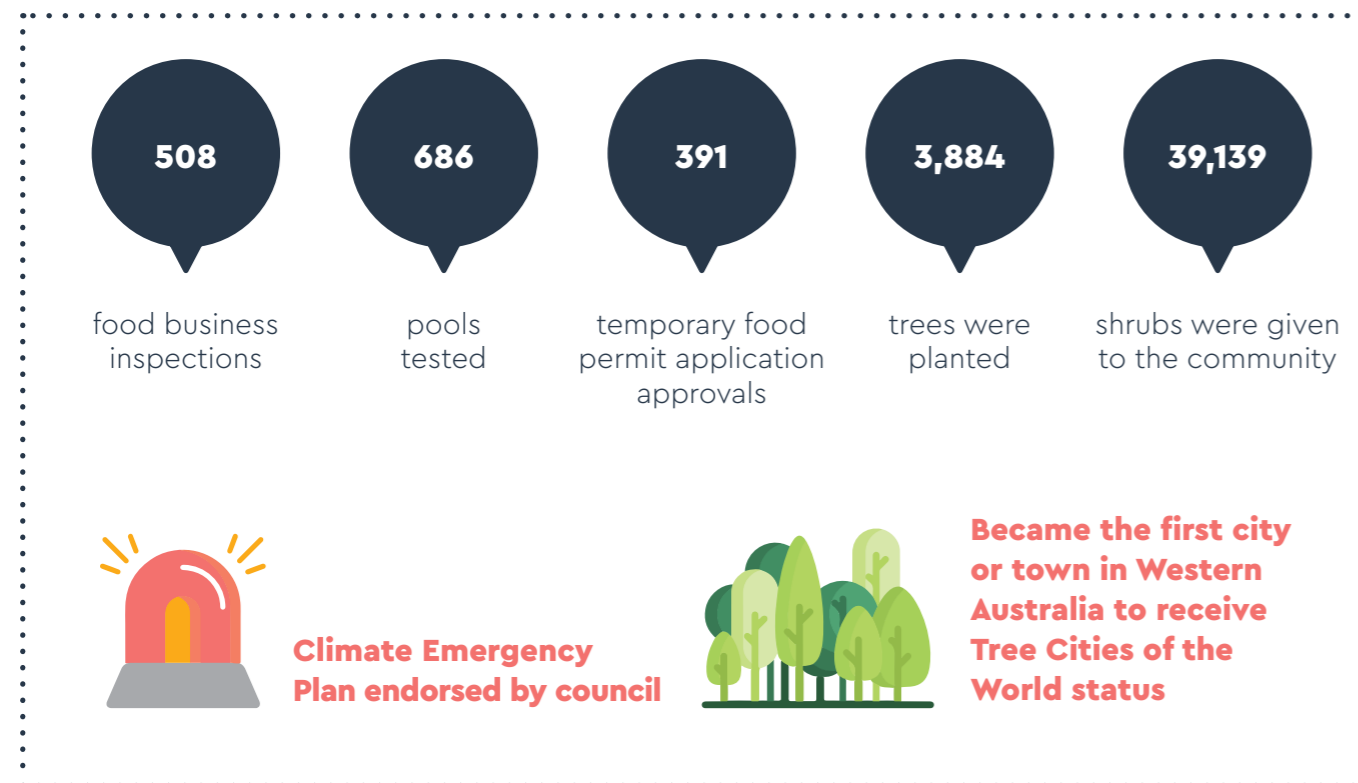 508
food business
inspections
686
pools
tested
391
temporary food
permit application
approvals
3,884
trees were
planted
39,139
shrubs were given
to the community
Climate Emergency
Plan endorsed by council
Became the first city
or town in Western
Australia to receive
Tree Cities of the
World status